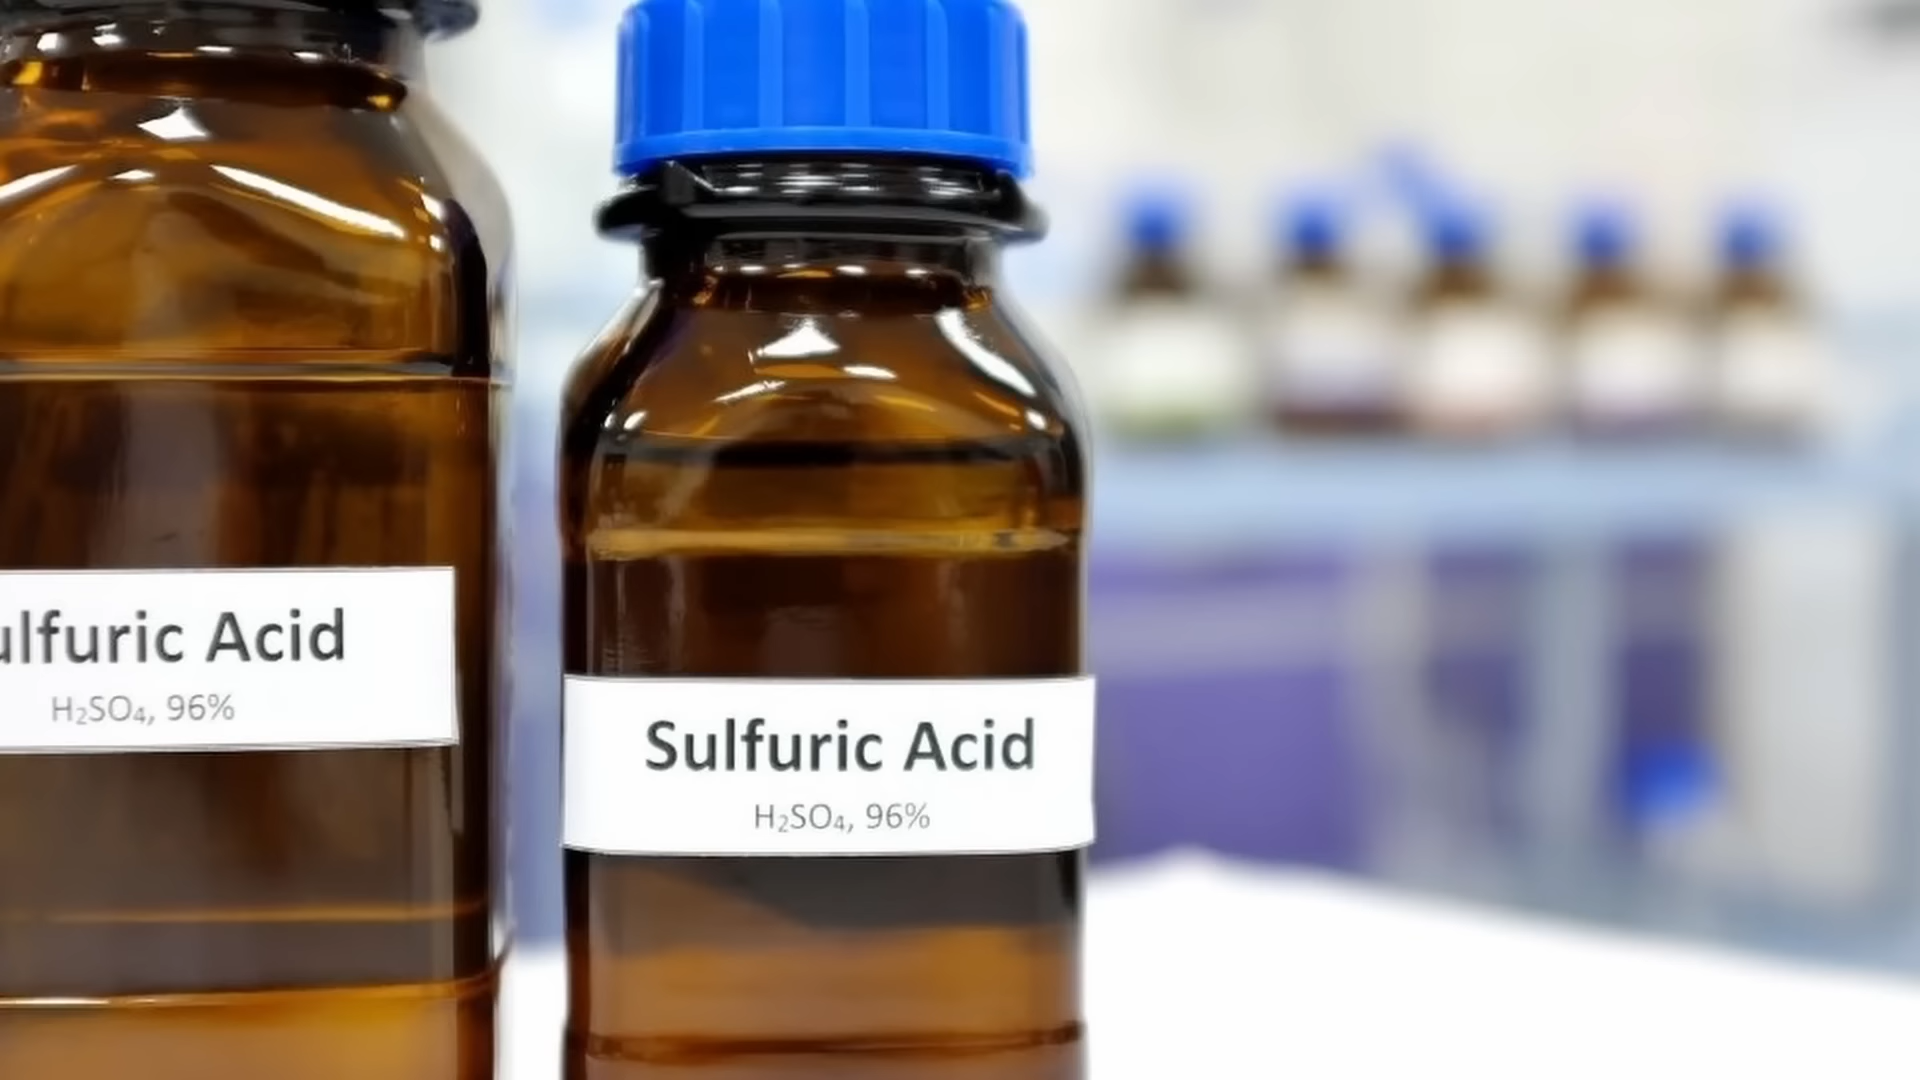 ulfuric Acid
H₂SO₄, 96%
Sulfuric Acid
H₂SO₄, 96%